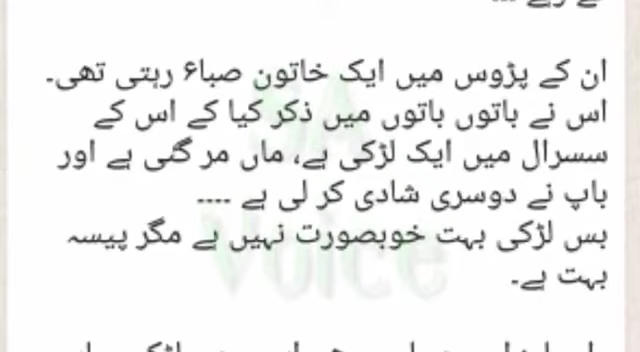 ان کے پڑوس میں ایک خاتون صباء رہتی تھی۔
اس نے باتوں باتوں میں ذکر کیا کے اس کے
سسرال میں ایک لڑکی ہے، ماں مر گئی ہے اور
باپ نے دوسری شادی کر لی ہے ....
بس لڑکی بہت خوبصورت نہیں ہے مگر پیسہ
بہت ہے۔
Voice